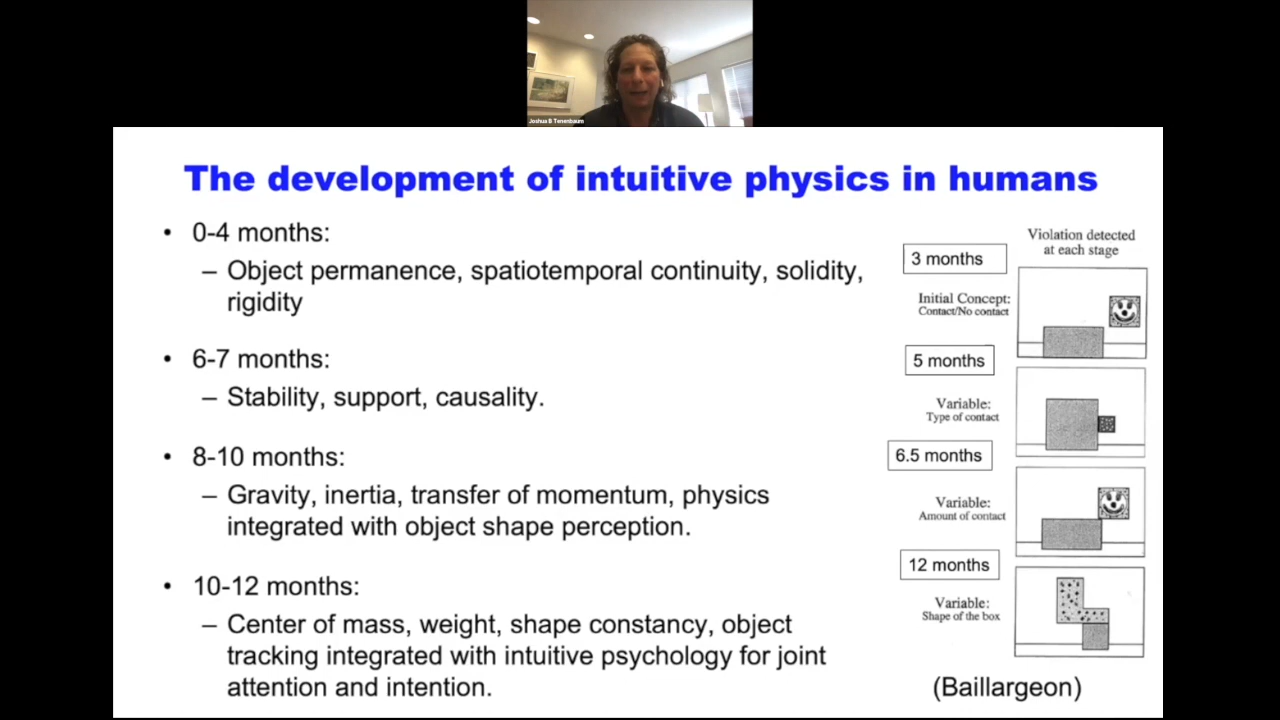 Joshua B Tenenbaum
The development of intuitive physics in humans
• 0-4 months:
– Object permanence, spatiotemporal continuity, solidity,
rigidity
• 6-7 months:
– Stability, support, causality.
• 8-10 months:
– Gravity, inertia, transfer of momentum, physics
integrated with object shape perception.
• 10-12 months:
– Center of mass, weight, shape constancy, object
tracking integrated with intuitive psychology for joint
attention and intention.
Violation detected
at each stage
3 months
Initial Concept:
Contact/No contact
5 months
Variable:
Type of contact
6.5 months
Variable:
Amount of contact
12 months
Variable:
Shape of the box
(Baillargeon)